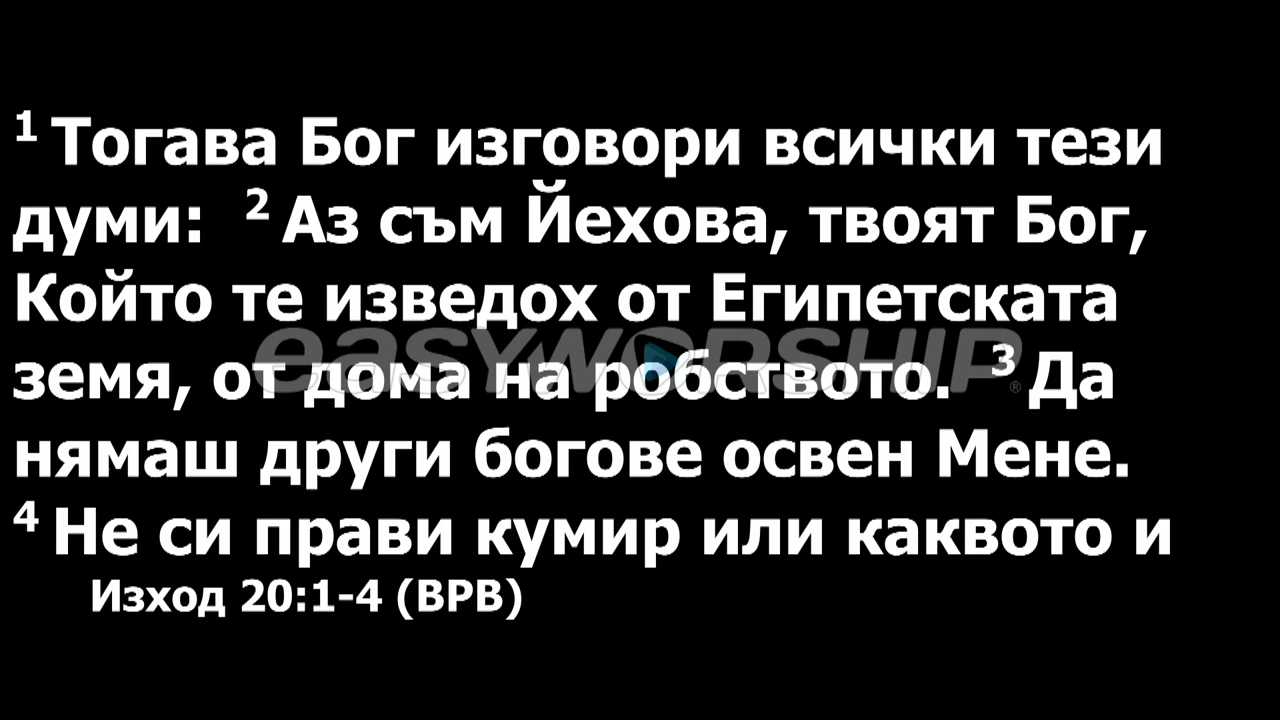 ¹ Тогава Бог изговори всички тези
думи: ² Аз съм Йехова, твоят Бог,
Който те изведох от Египетската
земя, от дома на робството. ³ Да
нямаш други богове освен Мене.
⁴ Не си прави кумир или каквото и
Изход 20:1-4 (ВРВ)
easyworship®